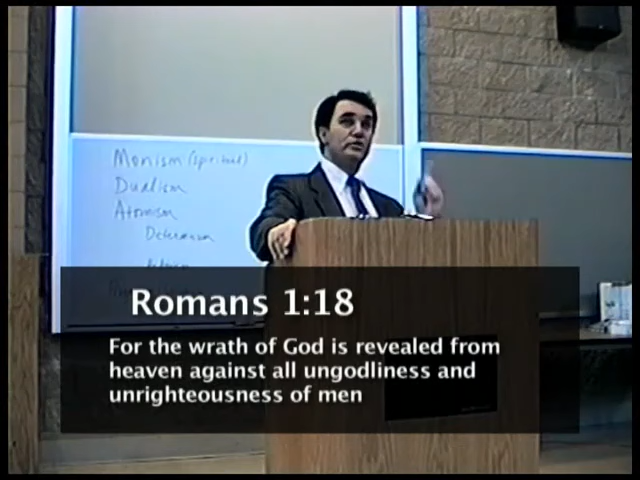 Monism (spiritual)
Dualism
Atomism
Determinism
Romans 1:18
For the wrath of God is revealed from
heaven against all ungodliness and
unrighteousness of men